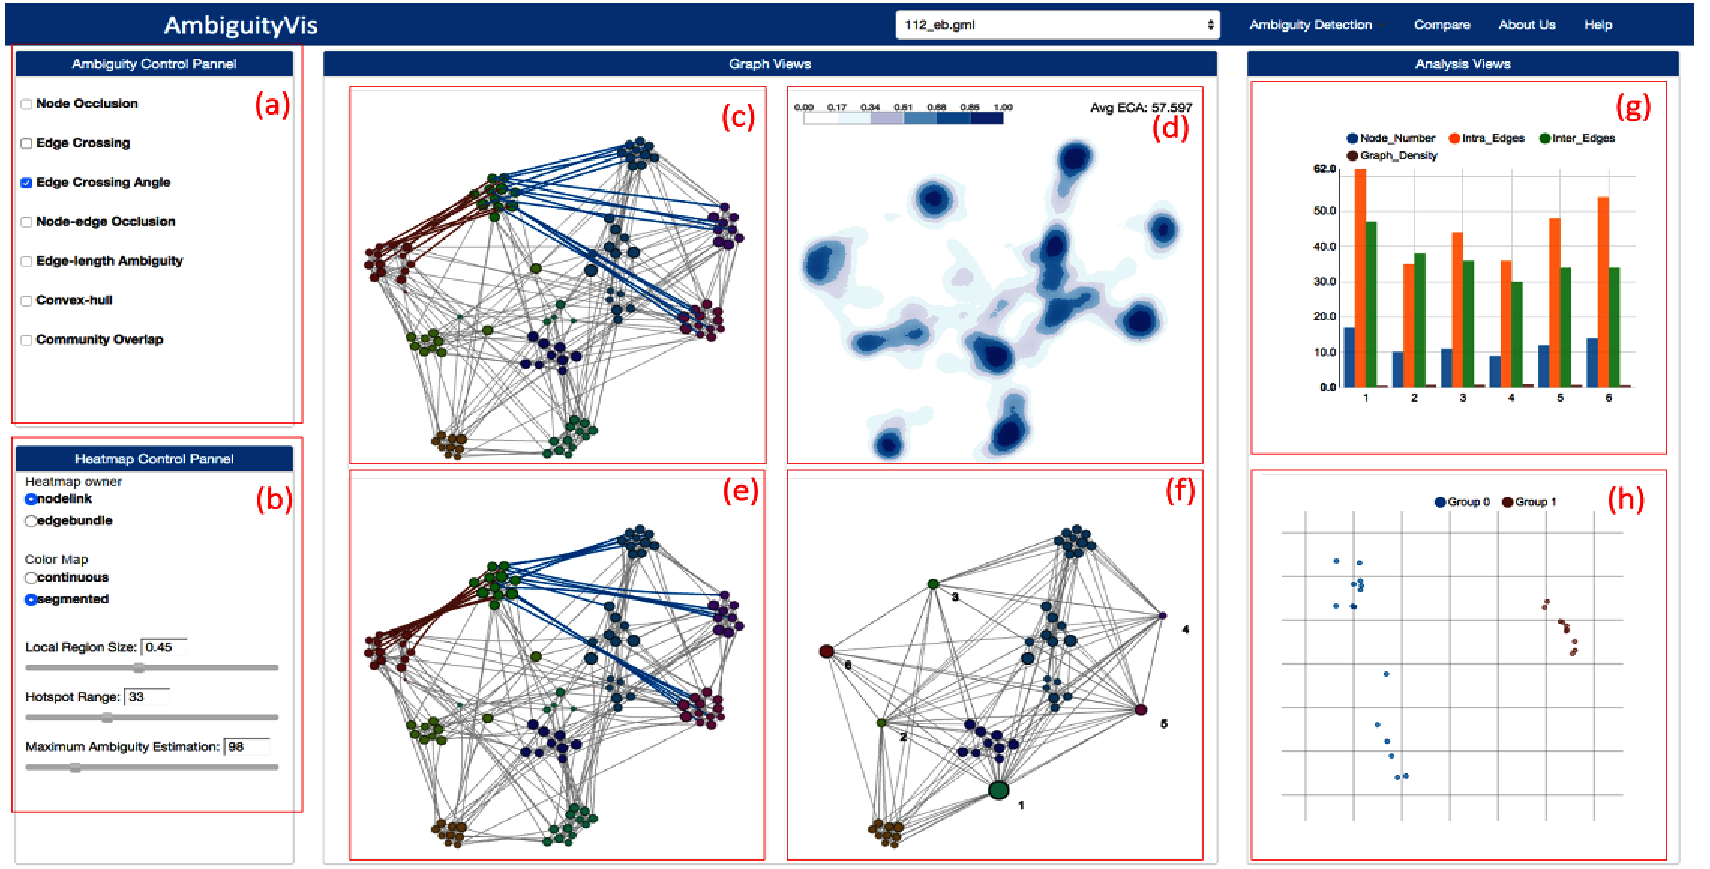 AmbiguityVis
112_eb.gml
Ambiguity Detection
Compare
About Us
Help
Ambiguity Control Pannel
(a)
Node Occlusion
Edge Crossing
Edge Crossing Angle
Node-edge Occlusion
Edge-length Ambiguity
Convex-hull
Community Overlap
Heatmap Control Pannel
(b)
Heatmap owner
nodelink
edgebundle
Color Map
continuous
segmented
Local Region Size: 0.45
Hotspot Range: 33
Maximum Ambiguity Estimation: 98
Graph Views
(c)
0.00 0.17 0.34 0.51 0.68 0.85 1.00
Avg ECA: 57.597
(d)
(e)
(f)
3
4
6
5
2
1
Analysis Views
(g)
Node_Number Intra_Edges Inter_Edges
Graph_Density
62.0
50.0
40.0
30.0
20.0
10.0
0.0
1 2 3 4 5 6
Group 0 Group 1
(h)